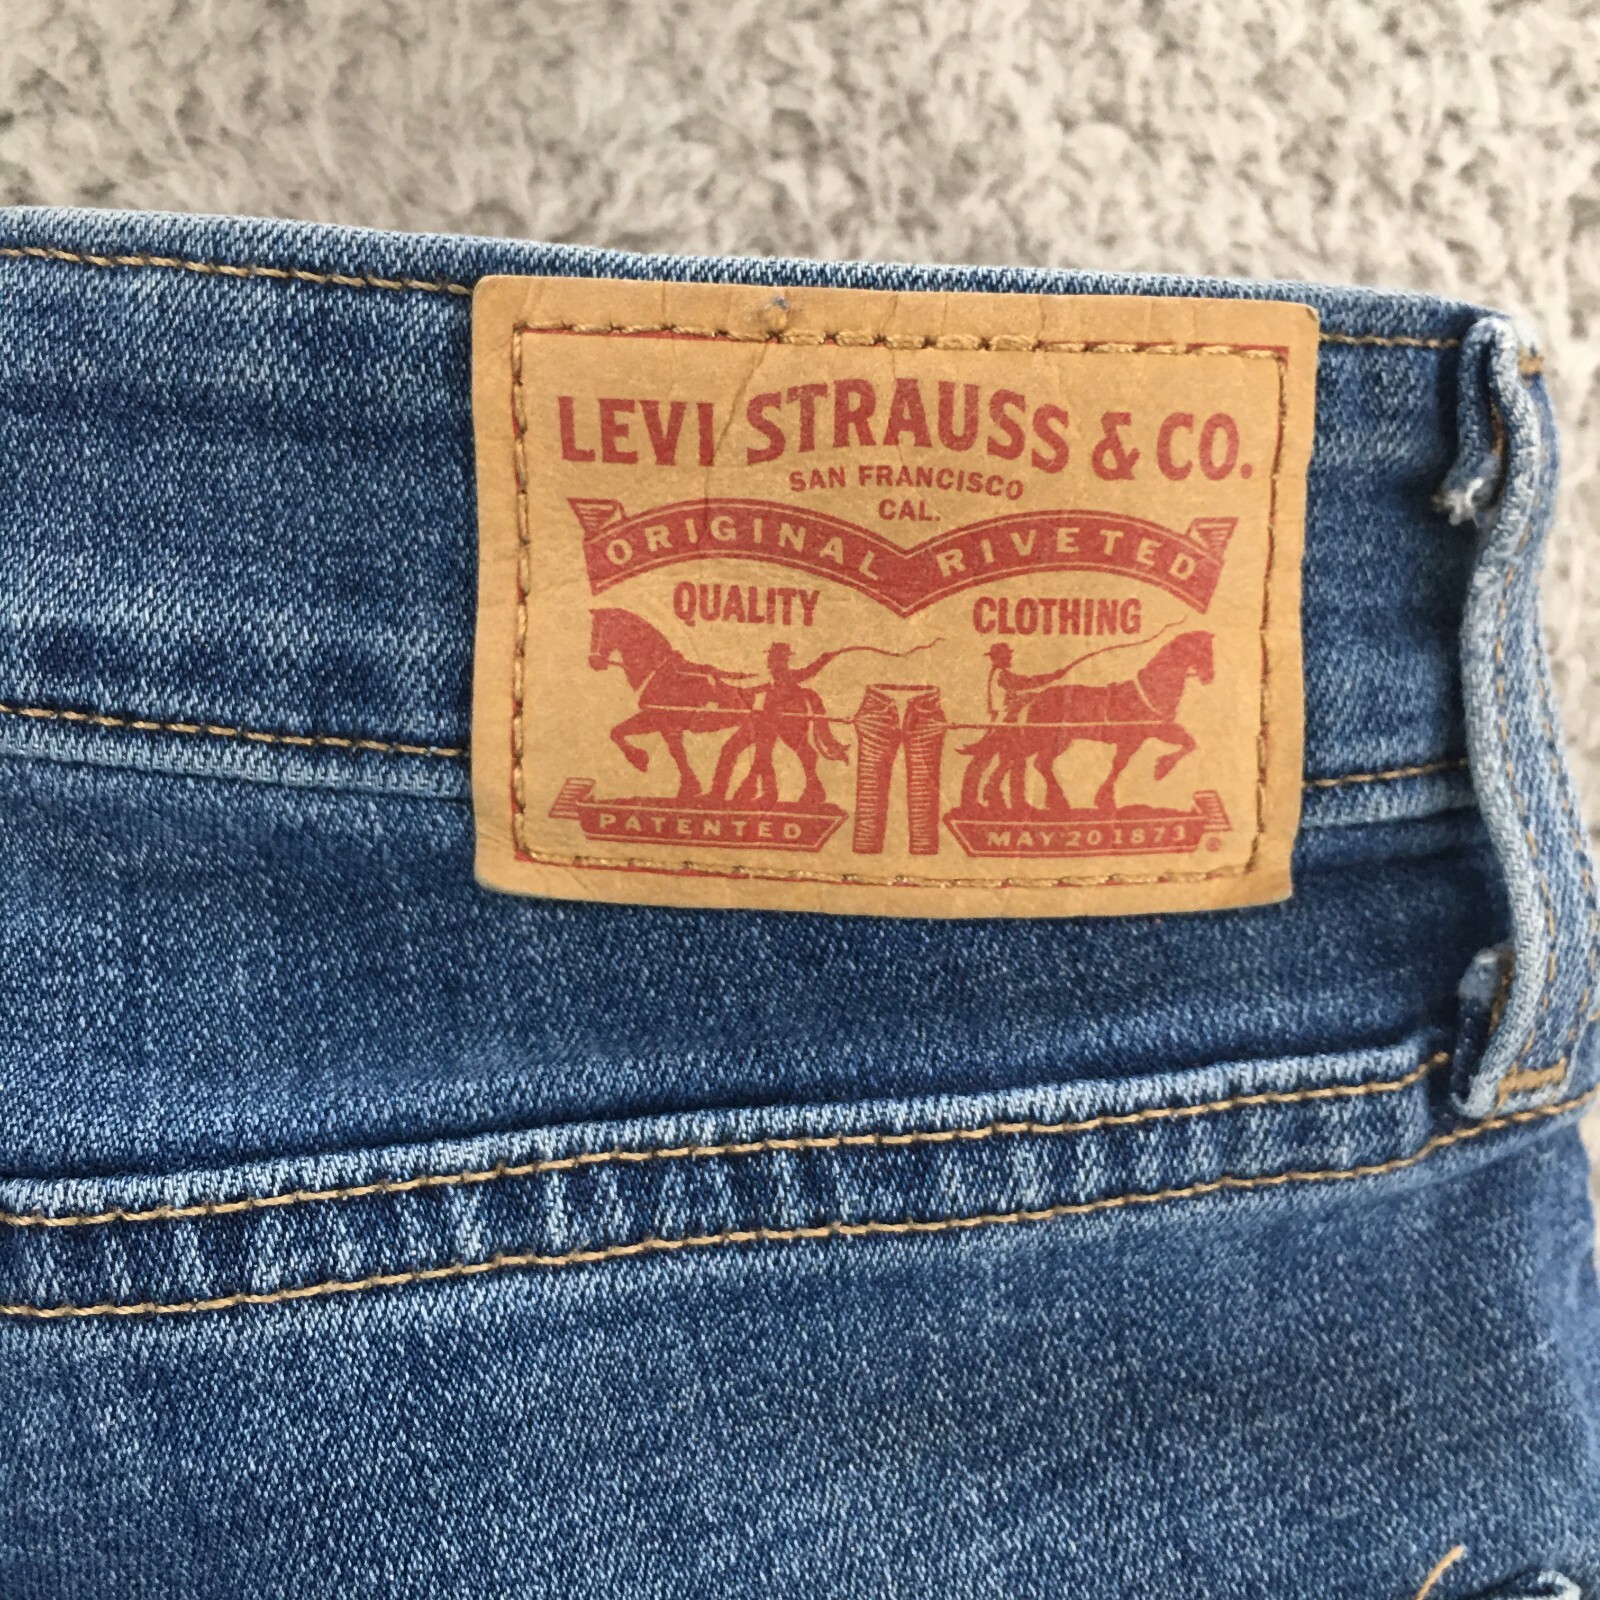 LEVI STRAUSS & CO.
SAN FRANCISCO
CAL.
ORIGINAL RIVETED
QUALITY CLOTHING
PATENTED MAY 20 1873 ®